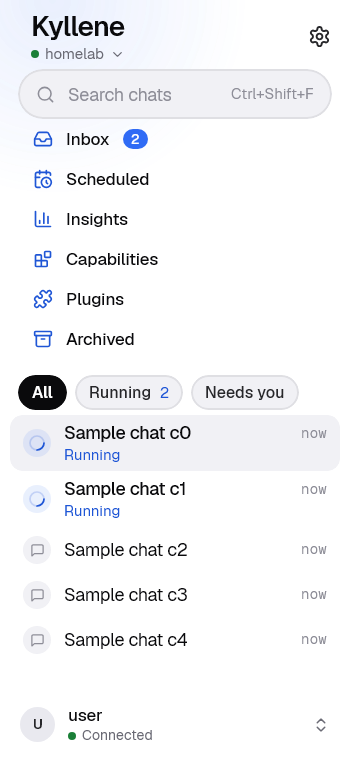 Kyllene
homelab
Search chats Ctrl+Shift+F
Inbox 2
Scheduled
Insights
Capabilities
Plugins
Archived
All Running 2 Needs you
Sample chat c0 now
Running
Sample chat c1 now
Running
Sample chat c2 now
Sample chat c3 now
Sample chat c4 now
U user
Connected